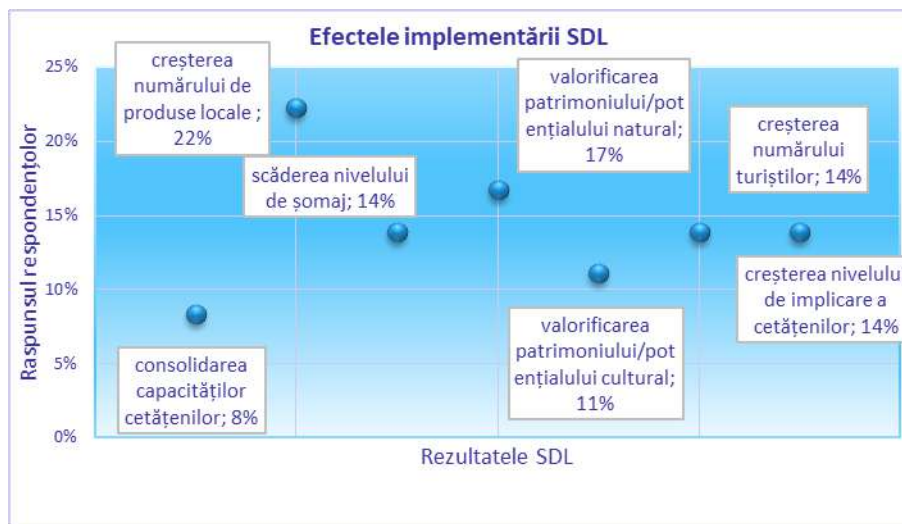 Efectele implementării SDL
25%
20%
15%
10%
5%
0%
Raspunsul respondențolor
creșterea
numărului de
produse locale ;
22%
scăderea nivelului
de șomaj; 14%
valorificarea
patrimoniului/pot
ențialului natural;
17%
creșterea
numărului
turiștilor; 14%
consolidarea
capacităților
cetățenilor; 8%
valorificarea
patrimoniului/pot
ențialului cultural;
11%
creșterea nivelului
de implicare a
cetățenilor; 14%
Rezultatele SDL